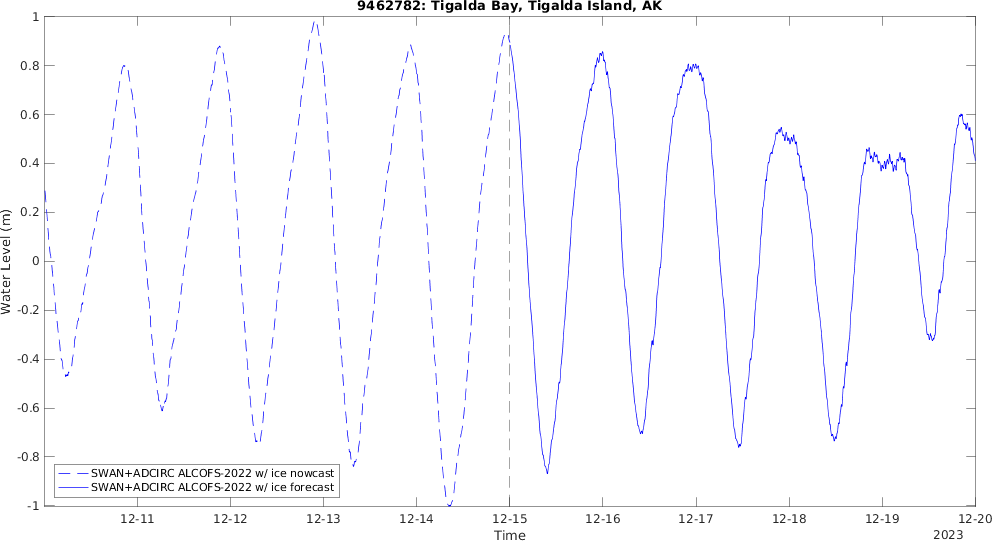 9462782: Tigalda Bay, Tigalda Island, AK
Water Level (m)
1
0.8
0.6
0.4
0.2
0
-0.2
-0.4
-0.6
-0.8
-1
SWAN+ADCIRC ALCOFS-2022 w/ ice nowcast
SWAN+ADCIRC ALCOFS-2022 w/ ice forecast
12-11 12-12 12-13 12-14 12-15 12-16 12-17 12-18 12-19 12-20
Time
2023